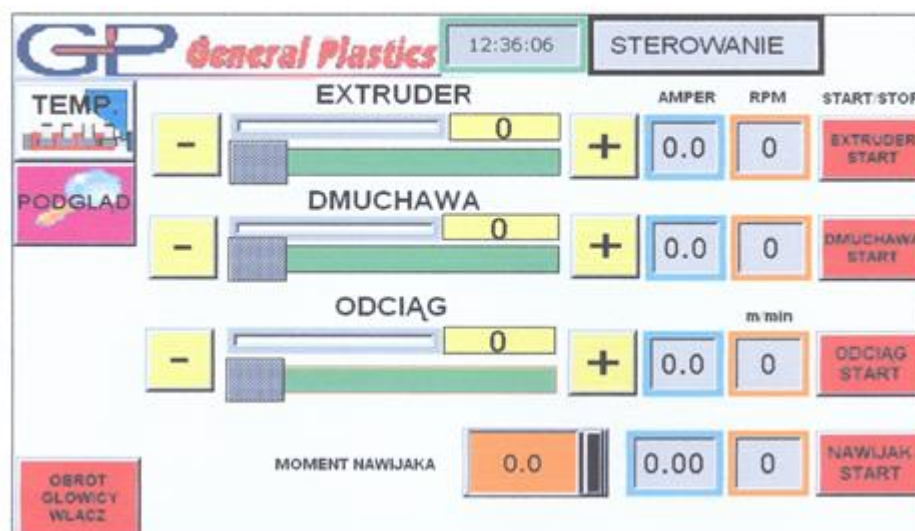 GP General Plastics 12:36:06 STEROWANIE
TEMP.
EXTRUDER AMPER RPM START/STOP
- 0 + 0.0 0 EXTRUDER
START
PODGLĄD
DMUCHAWA
- 0 + 0.0 0 DMUCHAWA
START
ODCIĄG m/min
- 0 + 0.0 0 ODCIĄG
START
MOMENT NAWIJAKA 0.0 0.00 0 NAWIJAK
START
OBROT
GLOWICY
WLACZ